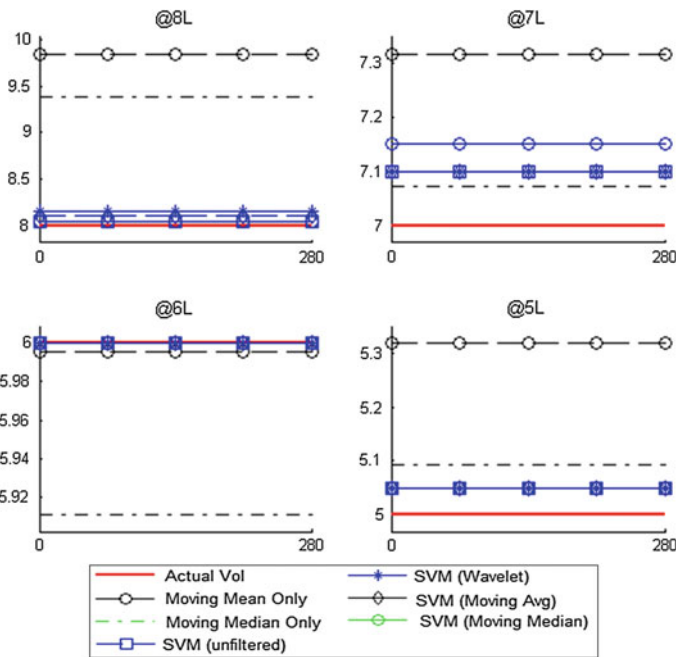 @8L
@7L
10
9.5
9
8.5
8
0
280
7.3
7.2
7.1
7
0
280
@6L
@5L
6
5.98
5.96
5.94
5.92
0
280
5.3
5.2
5.1
5
0
280
Actual Vol
SVM (Wavelet)
Moving Mean Only
SVM (Moving Avg)
Moving Median Only
SVM (Moving Median)
SVM (unfiltered)